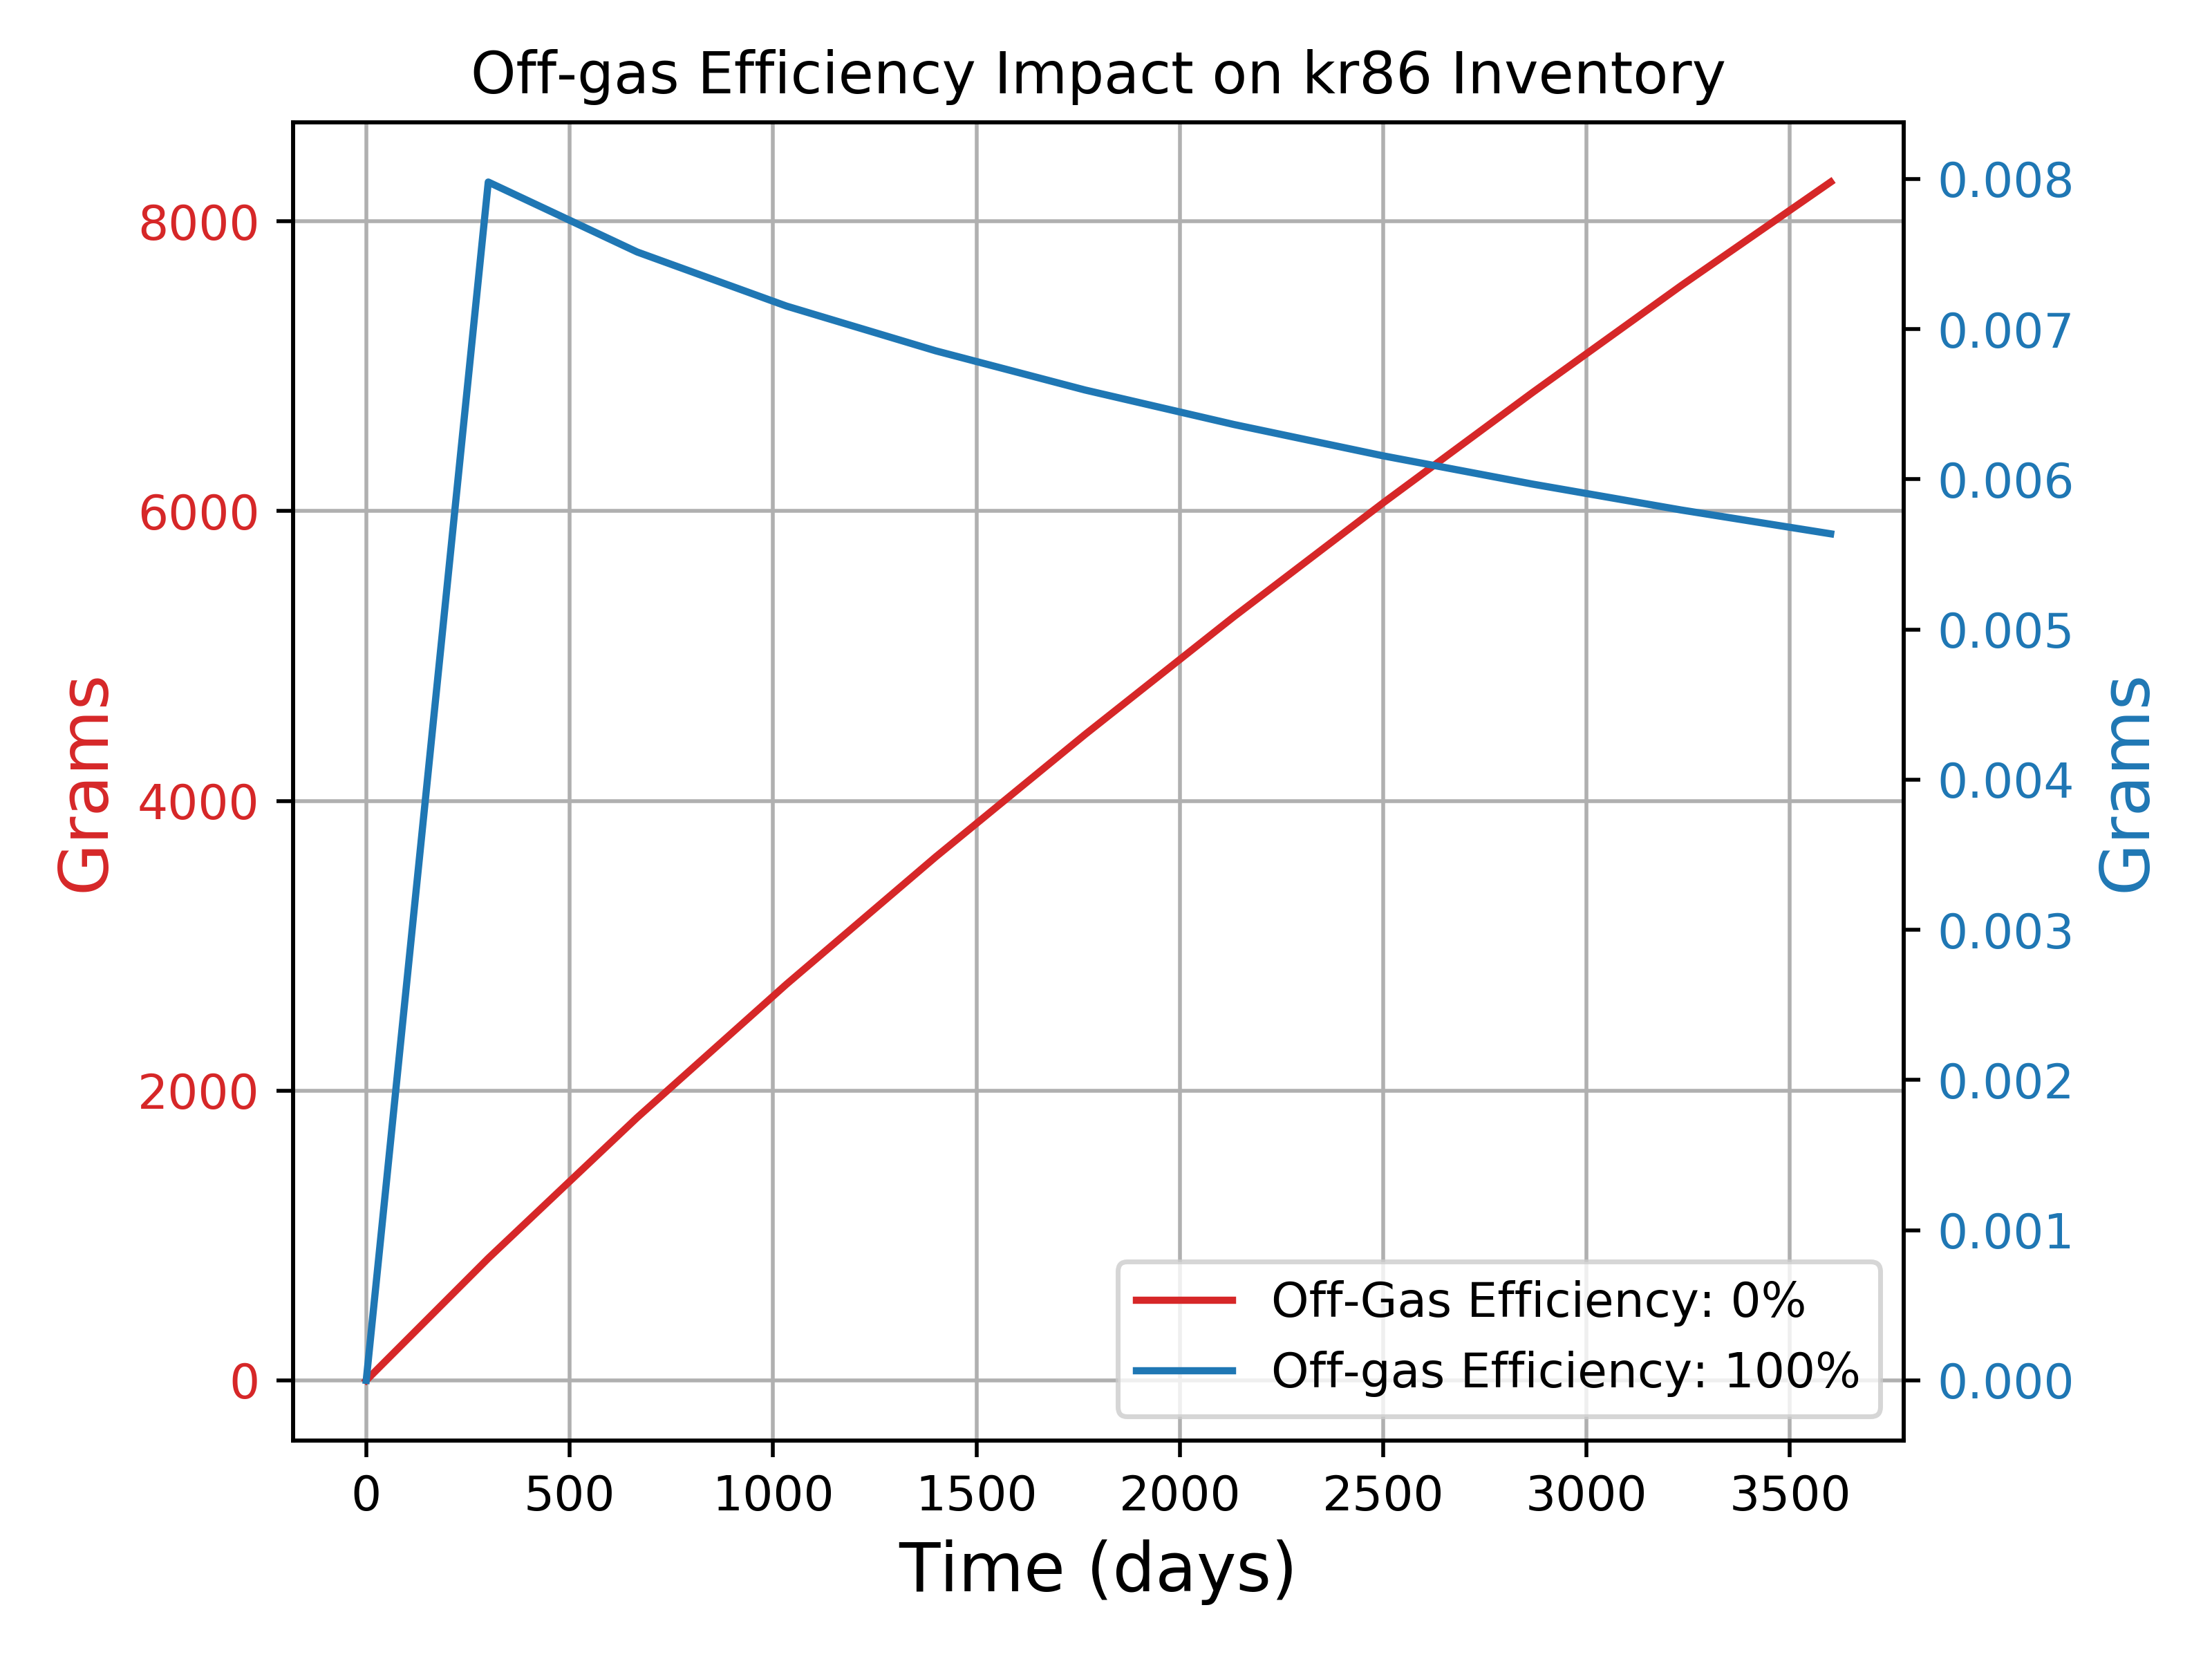 Off-gas Efficiency Impact on kr86 Inventory
8000
6000
4000
2000
0
Grams
0.008
0.007
0.006
0.005
0.004
0.003
0.002
0.001
0.000
Grams
Off-Gas Efficiency: 0%
Off-gas Efficiency: 100%
0 500 1000 1500 2000 2500 3000 3500
Time (days)